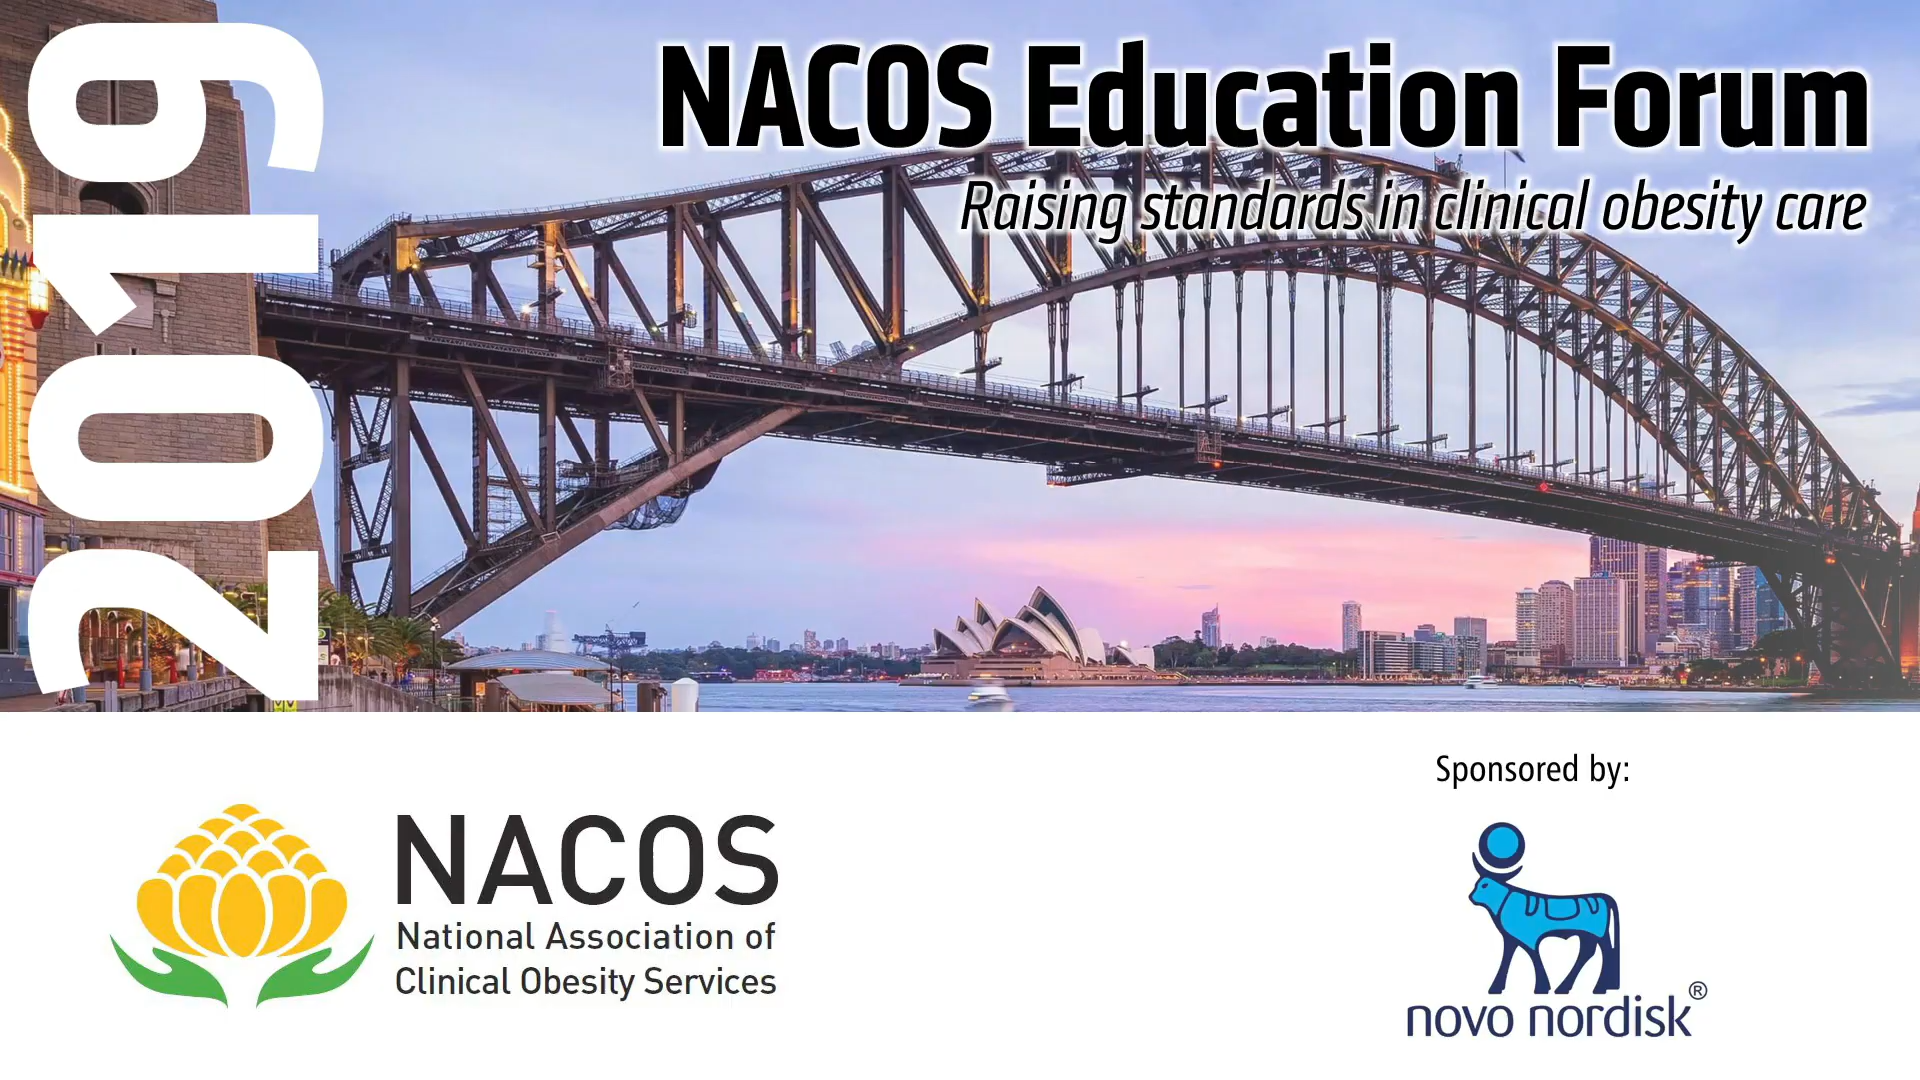 2019
NACOS Education Forum
Raising standards in clinical obesity care
Sponsored by:
NACOS
National Association of
Clinical Obesity Services
novo nordisk®